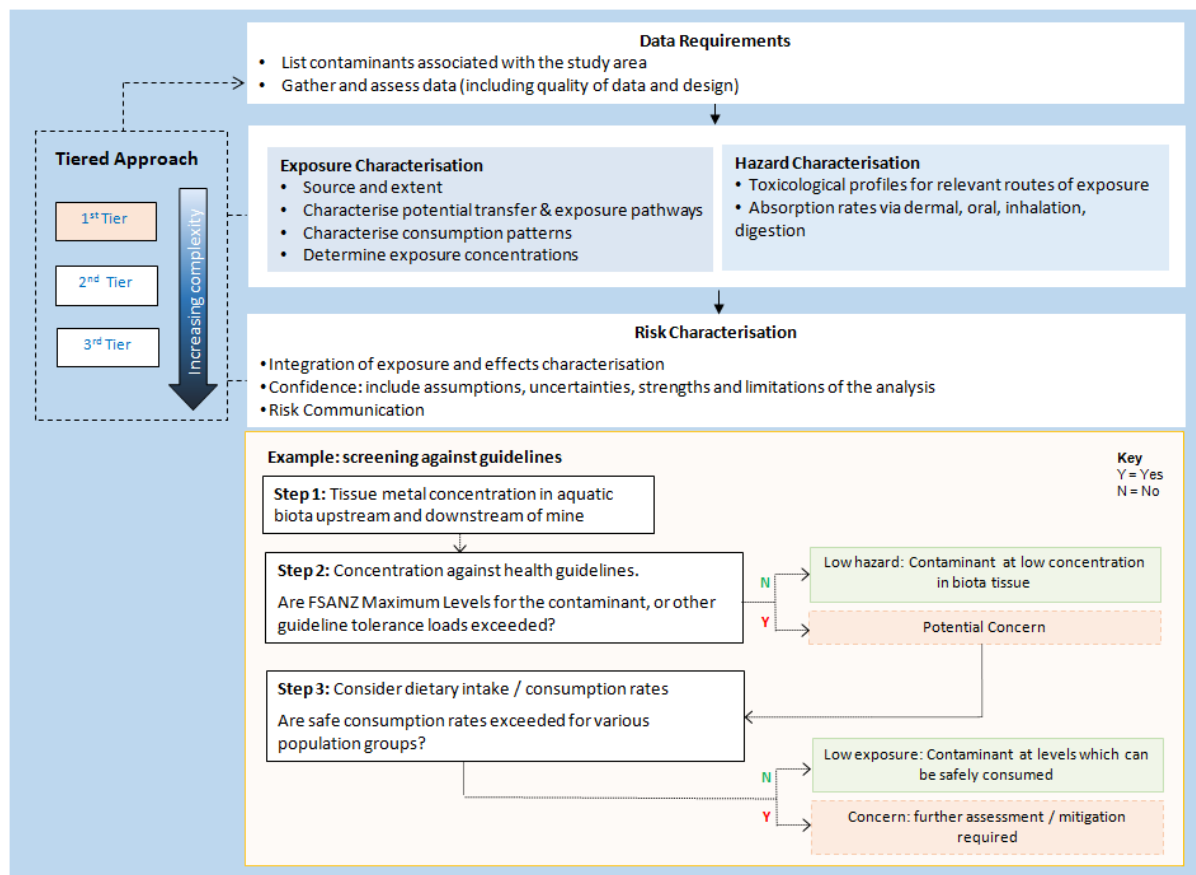 Data Requirements
• List contaminants associated with the study area
• Gather and assess data (including quality of data and design)
Tiered Approach
1st Tier
2nd Tier
3rd Tier
Increasing complexity
Exposure Characterisation
• Source and extent
• Characterise potential transfer & exposure pathways
• Characterise consumption patterns
• Determine exposure concentrations
Hazard Characterisation
• Toxicological profiles for relevant routes of exposure
• Absorption rates via dermal, oral, inhalation,
digestion
Risk Characterisation
• Integration of exposure and effects characterisation
• Confidence: include assumptions, uncertainties, strengths and limitations of the analysis
• Risk Communication
Example: screening against guidelines
Key
Y = Yes
N = No
Step 1: Tissue metal concentration in aquatic
biota upstream and downstream of mine
Step 2: Concentration against health guidelines.
Are FSANZ Maximum Levels for the contaminant, or other
guideline tolerance loads exceeded?
N
Low hazard: Contaminant at low concentration
in biota tissue
Y
Potential Concern
Step 3: Consider dietary intake / consumption rates
Are safe consumption rates exceeded for various
population groups?
N
Low exposure: Contaminant at levels which can
be safely consumed
Y
Concern: further assessment / mitigation
required